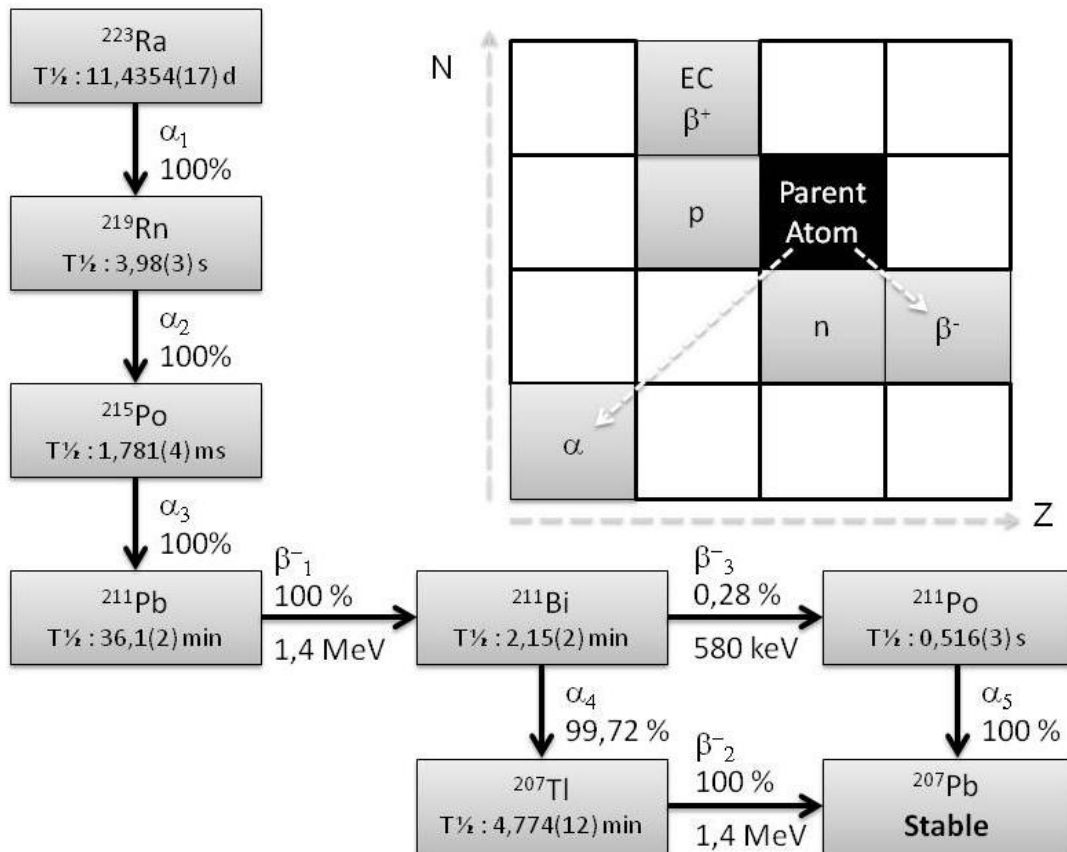 ²²³Ra
T½ : 11,4354(17) d
α₁
100%
²¹⁹Rn
T½ : 3,98(3) s
α₂
100%
²¹⁵Po
T½ : 1,781(4) ms
α₃
100%
²¹¹Pb
T½ : 36,1(2) min
β⁻₁
100 %
1,4 MeV
²¹¹Bi
T½ : 2,15(2) min
β⁻₃
0,28 %
580 keV
²¹¹Po
T½ : 0,516(3) s
α₄
99,72 %
α₅
100 %
²⁰⁷Tl
T½ : 4,774(12) min
β⁻₂
100 %
1,4 MeV
²⁰⁷Pb
Stable
N
EC
β⁺
p
Parent
Atom
n
β⁻
α
Z